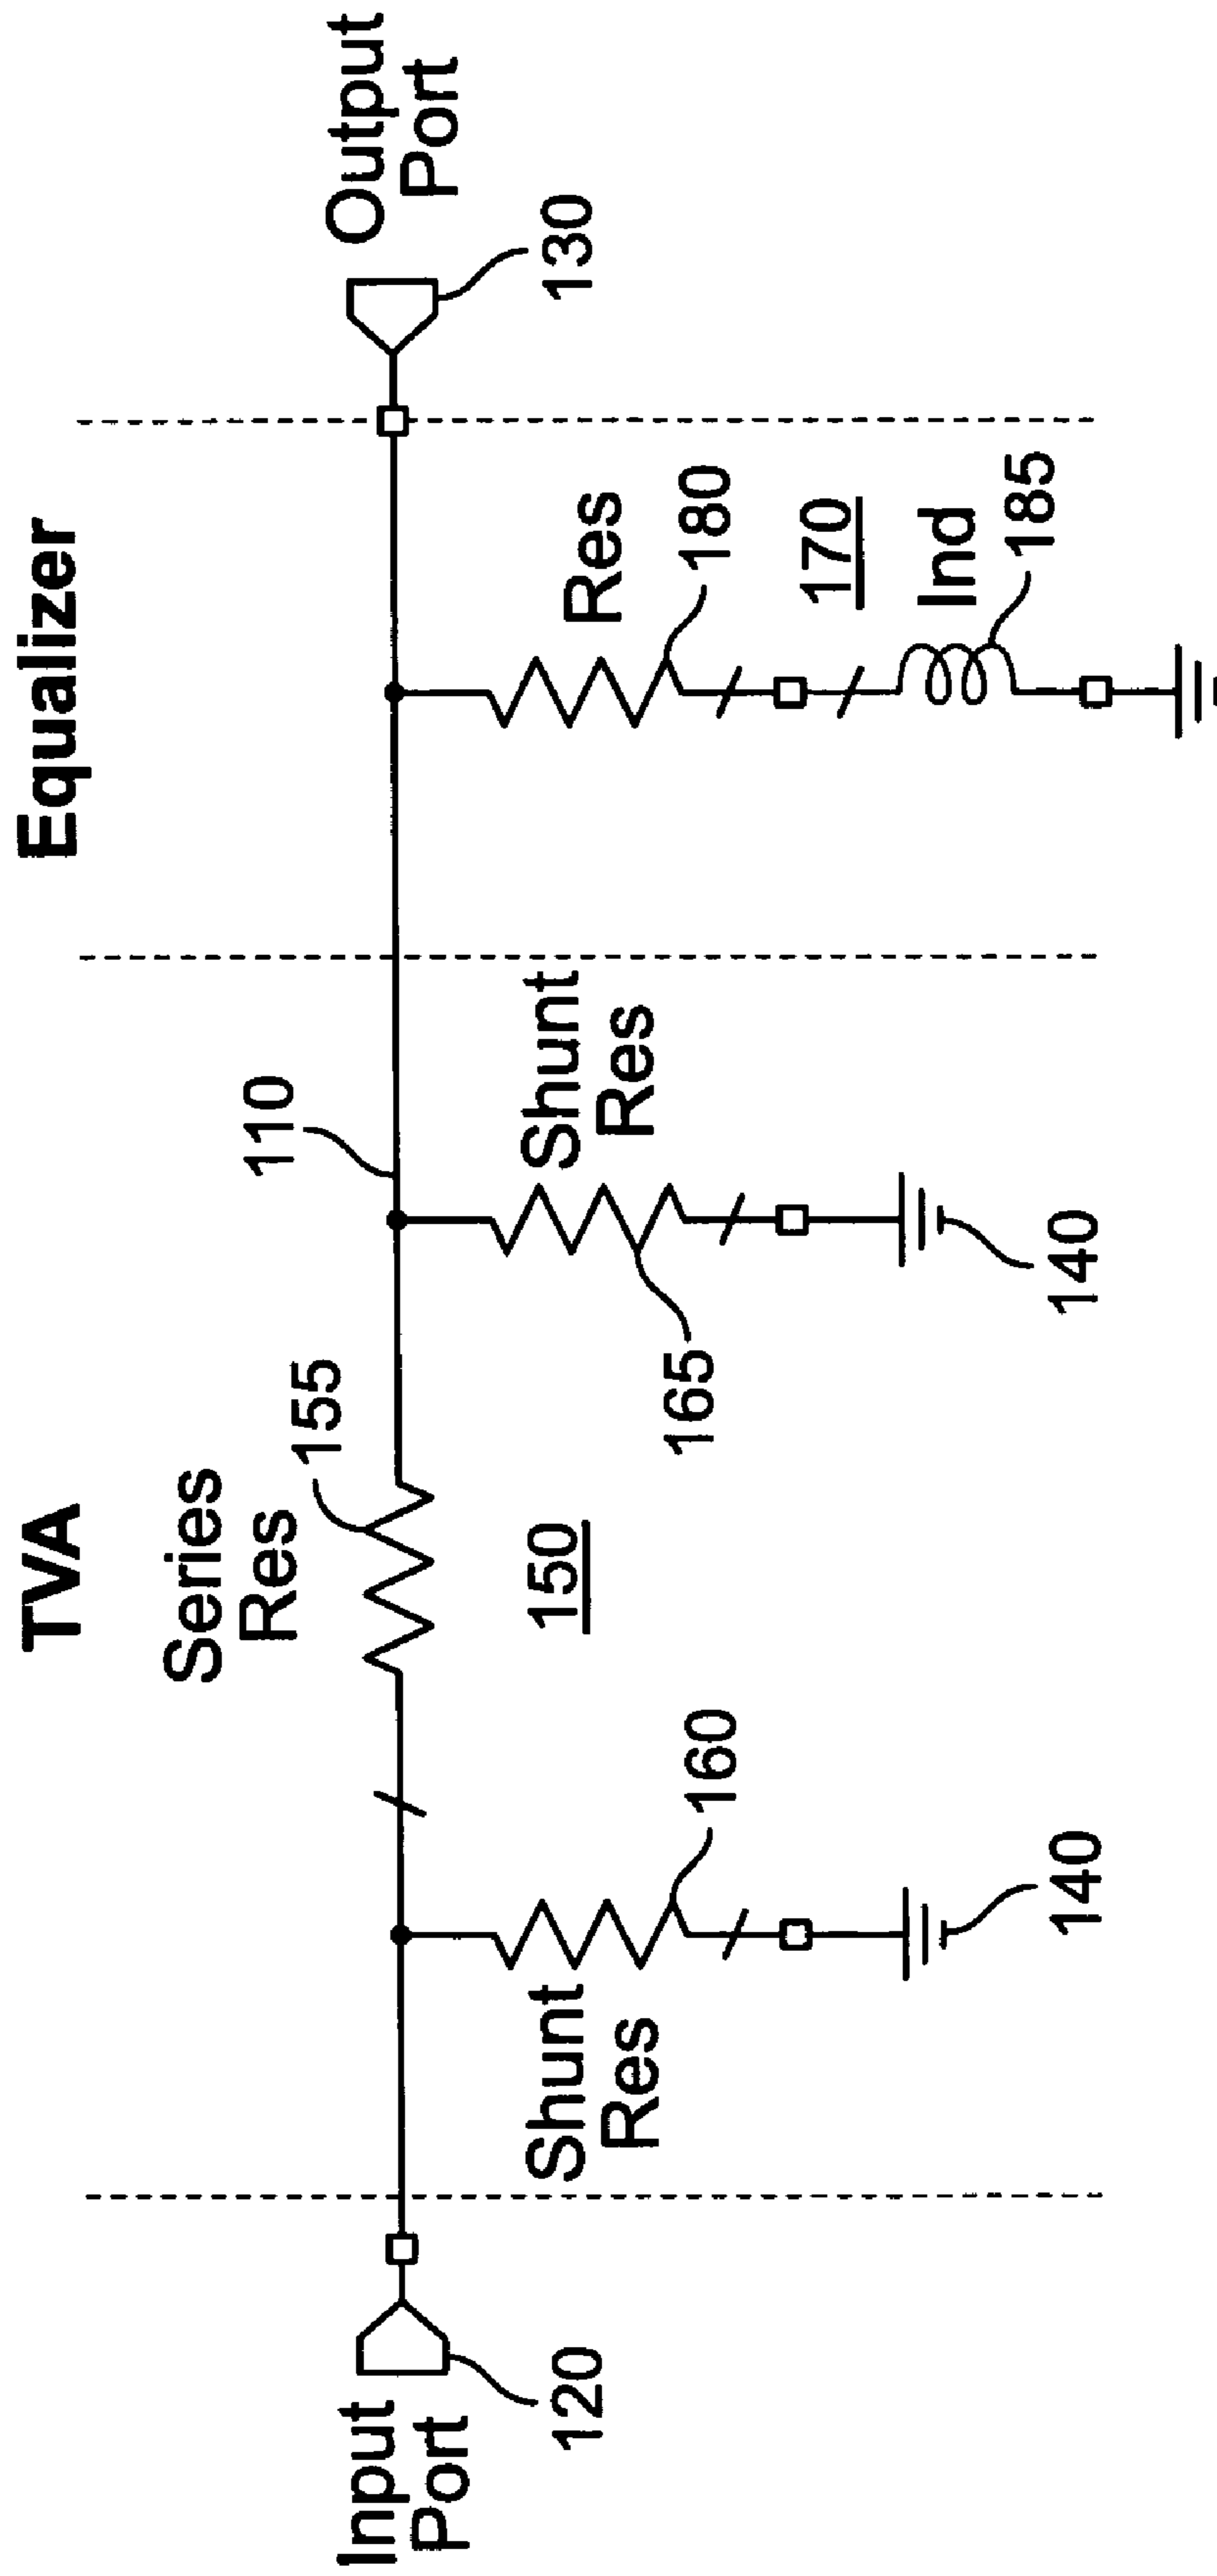 TVA
Equalizer
Series
Res
155
110
Input
Port
120
Output
Port
130
Shunt
Res
160
150
165
Shunt
Res
Res
180
170
Ind
185
140
140